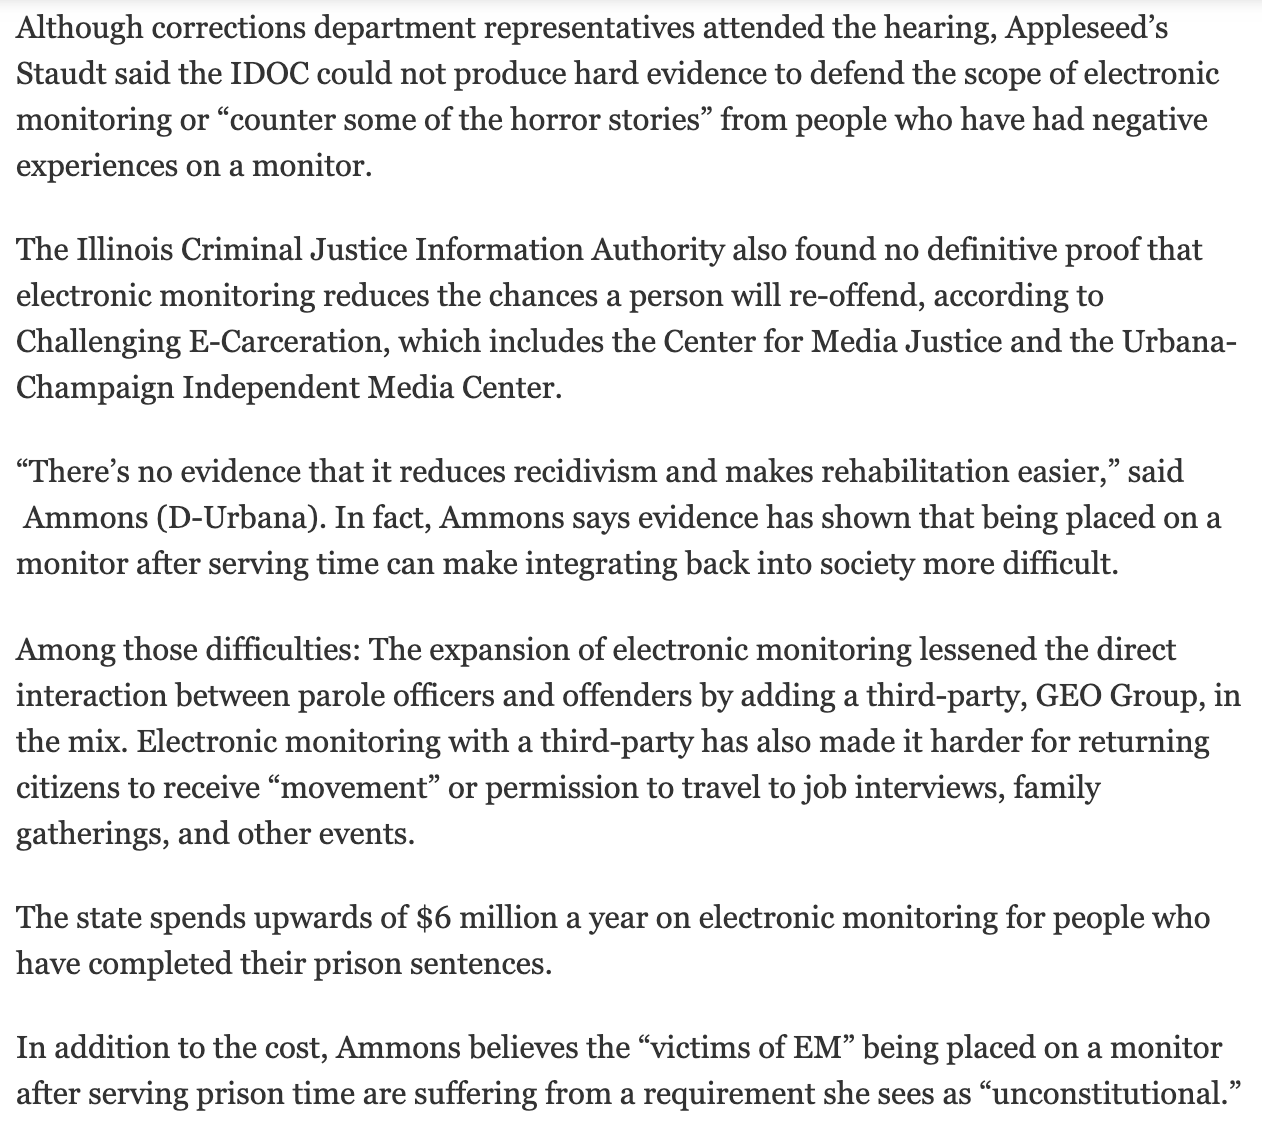 Although corrections department representatives attended the hearing, Appleseed’s
Staudt said the IDOC could not produce hard evidence to defend the scope of electronic
monitoring or “counter some of the horror stories” from people who have had negative
experiences on a monitor.
The Illinois Criminal Justice Information Authority also found no definitive proof that
electronic monitoring reduces the chances a person will re-offend, according to
Challenging E-Carceration, which includes the Center for Media Justice and the Urbana-
Champaign Independent Media Center.
“There’s no evidence that it reduces recidivism and makes rehabilitation easier,” said
Ammons (D-Urbana). In fact, Ammons says evidence has shown that being placed on a
monitor after serving time can make integrating back into society more difficult.
Among those difficulties: The expansion of electronic monitoring lessened the direct
interaction between parole officers and offenders by adding a third-party, GEO Group, in
the mix. Electronic monitoring with a third-party has also made it harder for returning
citizens to receive “movement” or permission to travel to job interviews, family
gatherings, and other events.
The state spends upwards of $6 million a year on electronic monitoring for people who
have completed their prison sentences.
In addition to the cost, Ammons believes the “victims of EM” being placed on a monitor
after serving prison time are suffering from a requirement she sees as “unconstitutional.”